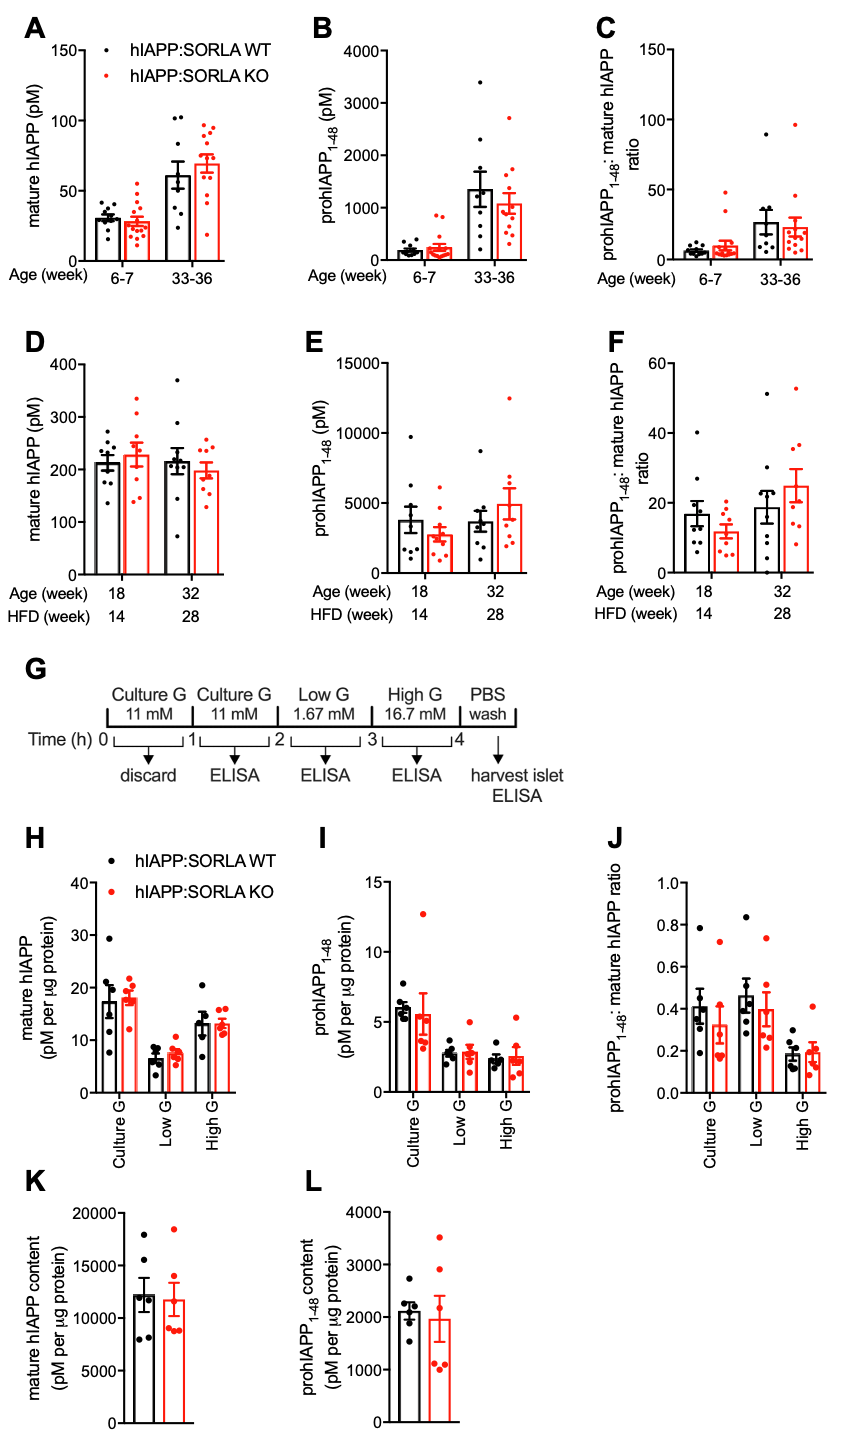 A
hIAPP:SORLA WT
hIAPP:SORLA KO
mature hIAPP (pM)
150
100
50
0
Age (week)
6-7
33-36
B
prohIAPP1-48 (pM)
4000
3000
2000
1000
0
Age (week)
6-7
33-36
C
prohIAPP1-48: mature hIAPP
ratio
150
100
50
0
Age (week)
6-7
33-36
D
mature hIAPP (pM)
400
300
200
100
0
Age (week) 18 32
HFD (week) 14 28
E
prohIAPP1-48 (pM)
15000
10000
5000
0
Age (week) 18 32
HFD (week) 14 28
F
prohIAPP1-48: mature hIAPP
ratio
60
40
20
0
Age (week) 18 32
HFD (week) 14 28
G
Culture G Culture G Low G High G PBS
11 mM 11 mM 1.67 mM 16.7 mM wash
Time (h) 0 1 2 3 4
discard ELISA ELISA ELISA harvest islet
ELISA
H
hIAPP:SORLA WT
hIAPP:SORLA KO
mature hIAPP
(pM per µg protein)
40
30
20
10
0
Culture G
Low G
High G
I
prohIAPP1-48
(pM per µg protein)
15
10
5
0
Culture G
Low G
High G
J
prohIAPP1-48: mature hIAPP ratio
1.0
0.8
0.6
0.4
0.2
0.0
Culture G
Low G
High G
K
mature hIAPP content
(pM per µg protein)
20000
15000
10000
5000
0
L
prohIAPP1-48 content
(pM per µg protein)
4000
3000
2000
1000
0